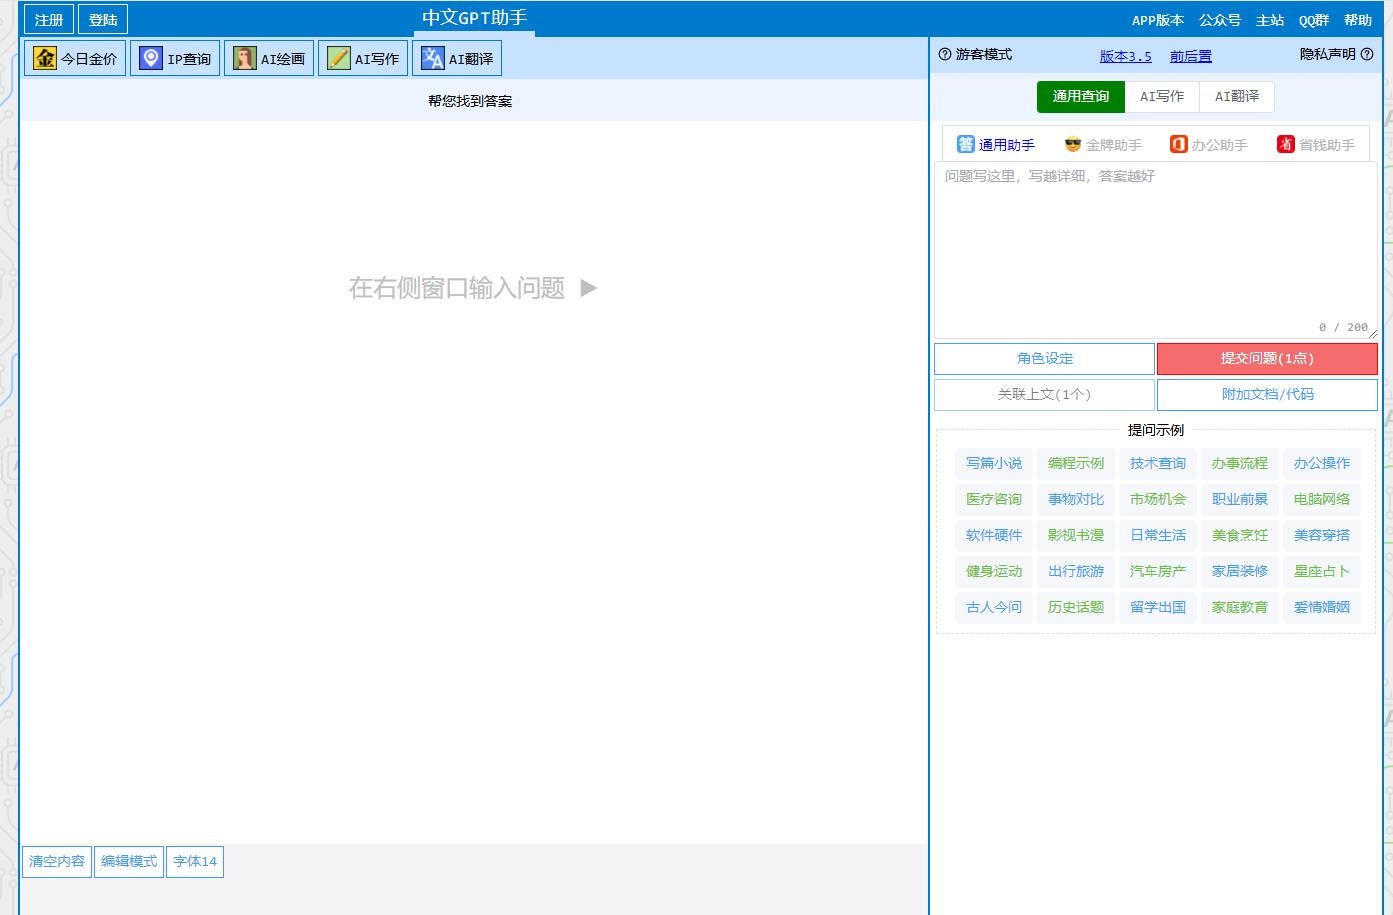 注册 登陆 中文GPT助手 APP版本 公众号 主站 QQ群 帮助
金 今日金价 IP查询 AI绘画 AI写作 文A AI翻译
帮您找到答案
在右侧窗口输入问题 ▶
清空内容 编辑模式 字体14
游客模式 版本3.5 前后置 隐私声明
通用查询 AI写作 AI翻译
答 通用助手 金牌助手 办公助手 省 省钱助手
问题写这里，写越详细，答案越好
0 / 200
角色设定 提交问题(1点)
关联上文(1个) 附加文档/代码
提问示例
写篇小说 编程示例 技术查询 办事流程 办公操作
医疗咨询 事物对比 市场机会 职业前景 电脑网络
软件硬件 影视书漫 日常生活 美食烹饪 美容穿搭
健身运动 出行旅游 汽车房产 家居装修 星座占卜
古人今问 历史话题 留学出国 家庭教育 爱情婚姻